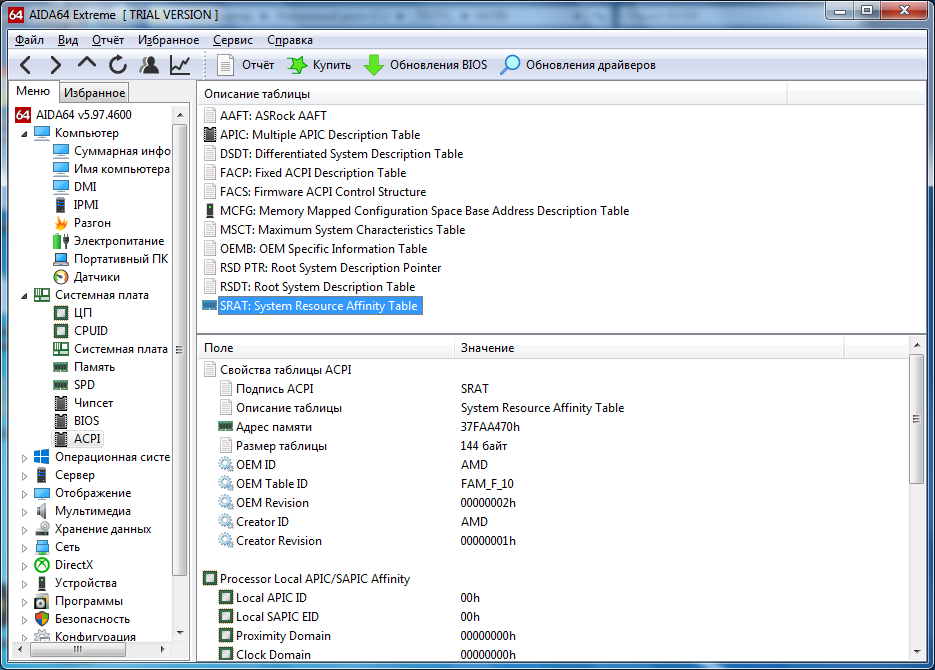 AIDA64 Extreme [ TRIAL VERSION ]
Файл Вид Отчёт Избранное Сервис Справка
Отчёт Купить Обновления BIOS Обновления драйверов
Меню Избранное
AIDA64 v5.97.4600
Компьютер
Суммарная инфо
Имя компьютера
DMI
IPMI
Разгон
Электропитание
Портативный ПК
Датчики
Системная плата
ЦП
CPUID
Системная плата
Память
SPD
Чипсет
BIOS
ACPI
Операционная систе
Сервер
Отображение
Мультимедиа
Хранение данных
Сеть
DirectX
Устройства
Программы
Безопасность
Конфигурация
Описание таблицы
AAFT: ASRock AAFT
APIC: Multiple APIC Description Table
DSDT: Differentiated System Description Table
FACP: Fixed ACPI Description Table
FACS: Firmware ACPI Control Structure
MCFG: Memory Mapped Configuration Space Base Address Description Table
MSCT: Maximum System Characteristics Table
OEMB: OEM Specific Information Table
RSD PTR: Root System Description Pointer
RSDT: Root System Description Table
SRAT: System Resource Affinity Table
Поле Значение
Свойства таблицы ACPI
Подпись ACPI SRAT
Описание таблицы System Resource Affinity Table
Адрес памяти 37FAA470h
Размер таблицы 144 байт
OEM ID AMD
OEM Table ID FAM_F_10
OEM Revision 00000002h
Creator ID AMD
Creator Revision 00000001h
Processor Local APIC/SAPIC Affinity
Local APIC ID 00h
Local SAPIC EID 00h
Proximity Domain 00000000h
Clock Domain 00000000h